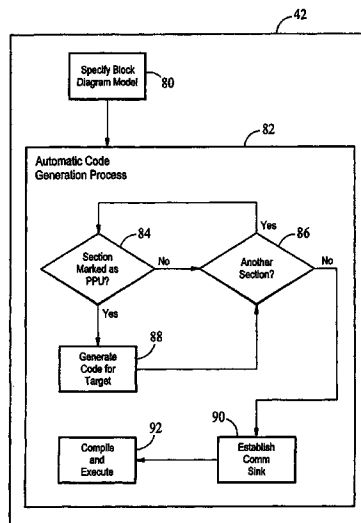 42
Specify Block
Diagram Model
80
82
Automatic Code
Generation Process
84
86
Yes
Section
Marked as
PPU?
No
Another
Section?
No
Yes
88
Generate
Code for
Target
92
90
Compile
and
Execute
Establish
Comm
Sink